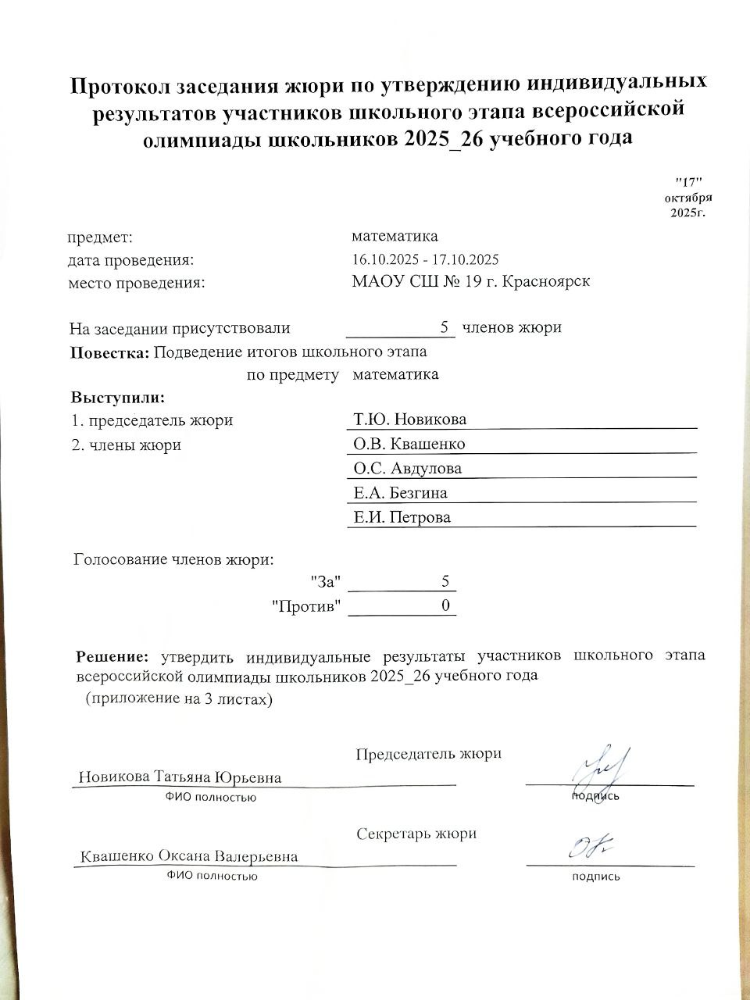 Протокол заседания жюри по утверждению индивидуальных
результатов участников школьного этапа всероссийской
олимпиады школьников 2025_26 учебного года
"17"
октября
2025г.
предмет: математика
дата проведения: 16.10.2025 - 17.10.2025
место проведения: МАОУ СШ № 19 г. Красноярск
На заседании присутствовали 5 членов жюри
Повестка: Подведение итогов школьного этапа
по предмету математика
Выступили:
1. председатель жюри Т.Ю. Новикова
2. члены жюри О.В. Квашенко
О.С. Авдулова
Е.А. Безгина
Е.И. Петрова
Голосование членов жюри:
"За" 5
"Против" 0
Решение: утвердить индивидуальные результаты участников школьного этапа
всероссийской олимпиады школьников 2025_26 учебного года
(приложение на 3 листах)
Председатель жюри
Новикова Татьяна Юрьевна
ФИО полностью подпись
Секретарь жюри
Квашенко Оксана Валерьевна
ФИО полностью подпись